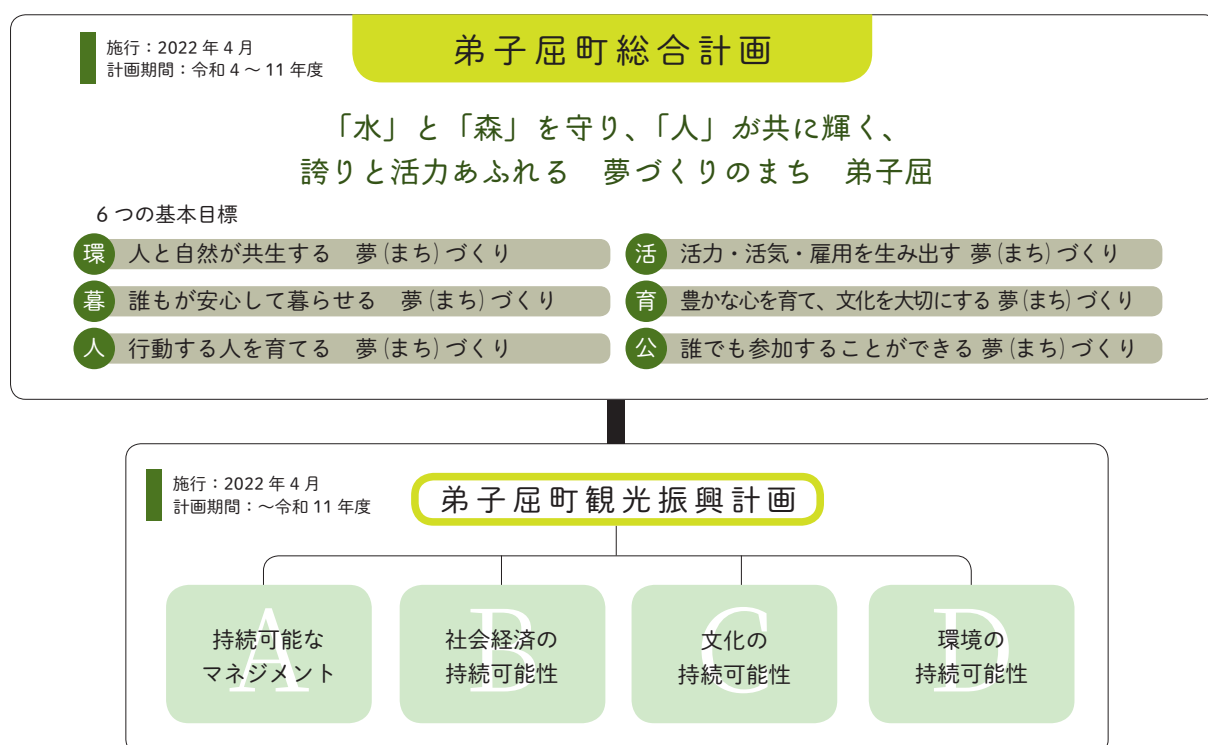 施行：2022年4月
計画期間：令和4～11年度
弟子屈町総合計画
「水」と「森」を守り、「人」が共に輝く、
誇りと活力あふれる　夢づくりのまち　弟子屈
6つの基本目標
環 人と自然が共生する　夢(まち)づくり
暮 誰もが安心して暮らせる　夢(まち)づくり
人 行動する人を育てる　夢(まち)づくり
活 活力・活気・雇用を生み出す 夢(まち)づくり
育 豊かな心を育て、文化を大切にする 夢(まち)づくり
公 誰でも参加することができる 夢(まち)づくり
施行：2022年4月
計画期間：～令和11年度
弟子屈町観光振興計画
A
持続可能な
マネジメント
B
社会経済の
持続可能性
C
文化の
持続可能性
D
環境の
持続可能性